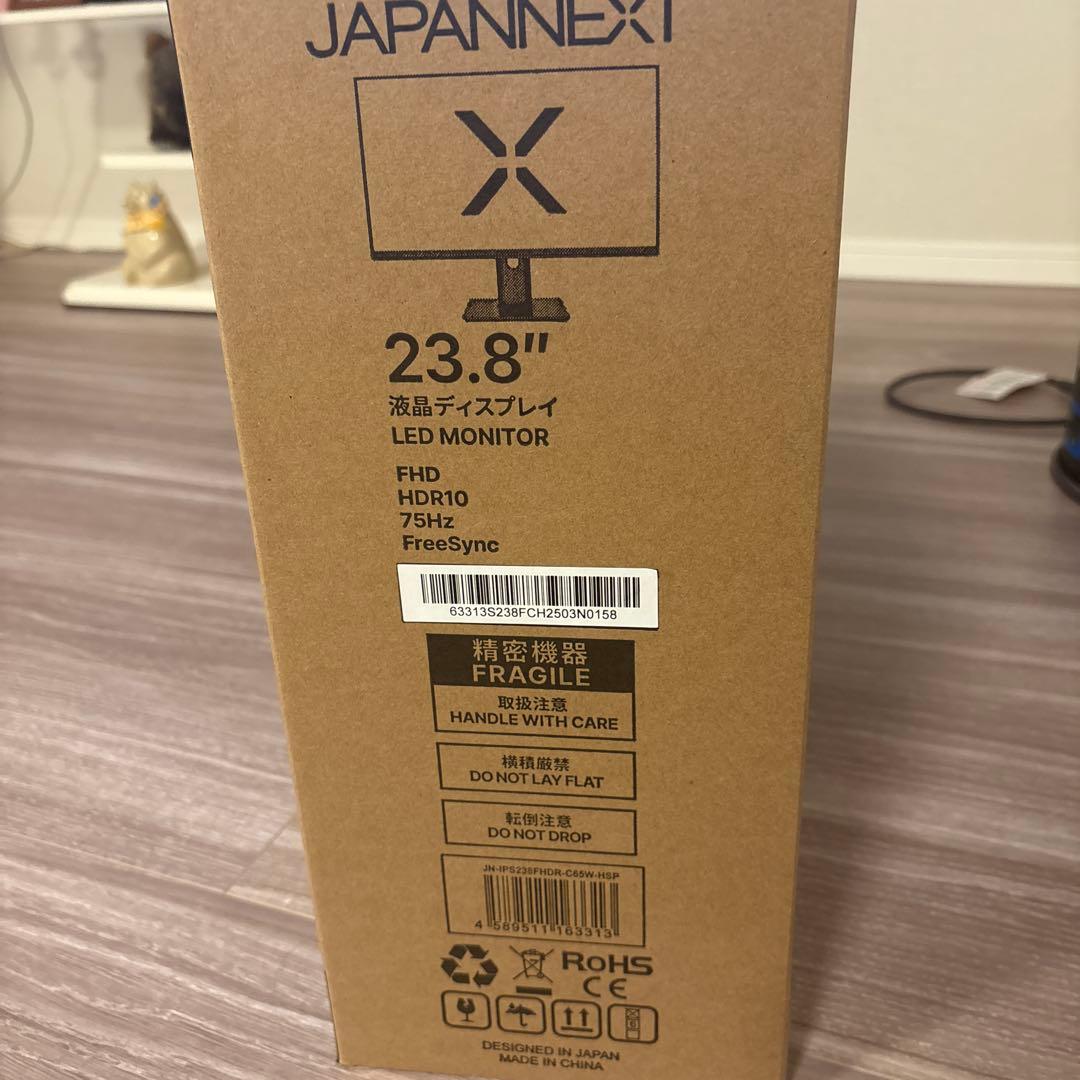 JAPANNEXT
23.8"
液晶ディスプレイ
LED MONITOR
FHD
HDR10
75Hz
FreeSync
63313S238FCH2503N0158
精密機器
FRAGILE
取扱注意
HANDLE WITH CARE
横積厳禁
DO NOT LAY FLAT
転倒注意
DO NOT DROP
JN-IPS238FHDR-C65W-HSP
4 589511 163313
RoHS
CE
6
DESIGNED IN JAPAN
MADE IN CHINA